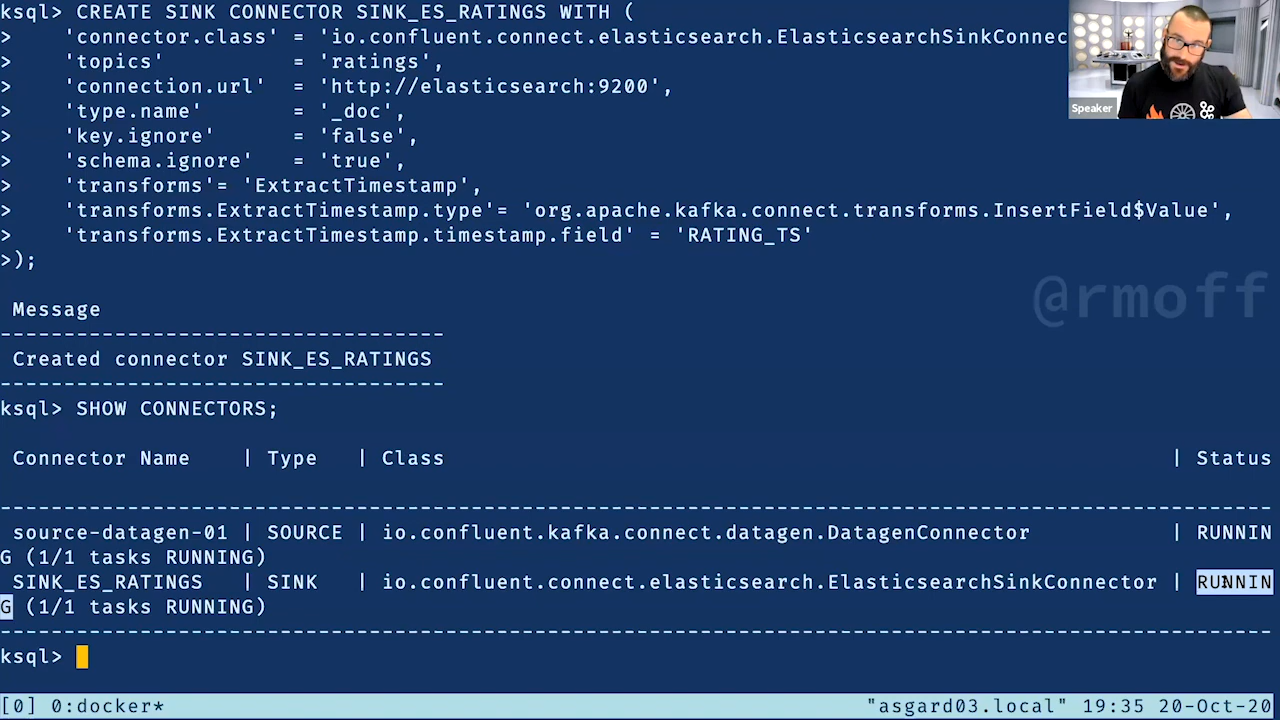 ksql> CREATE SINK CONNECTOR SINK_ES_RATINGS WITH (
>    'connector.class' = 'io.confluent.connect.elasticsearch.ElasticsearchSinkConnec
>    'topics'          = 'ratings',
>    'connection.url'  = 'http://elasticsearch:9200',
>    'type.name'       = '_doc',
>    'key.ignore'      = 'false',
>    'schema.ignore'   = 'true',
>    'transforms'= 'ExtractTimestamp',
>    'transforms.ExtractTimestamp.type'= 'org.apache.kafka.connect.transforms.InsertField$Value',
>    'transforms.ExtractTimestamp.timestamp.field' = 'RATING_TS'
>);
Speaker
@rmoff
Message
-----------------------------------
Created connector SINK_ES_RATINGS
-----------------------------------
ksql> SHOW CONNECTORS;
Connector Name    | Type   | Class                                                         | Status
----------------------------------------------------------------------------------------------------
source-datagen-01 | SOURCE | io.confluent.kafka.connect.datagen.DatagenConnector           | RUNNIN
G (1/1 tasks RUNNING)
SINK_ES_RATINGS   | SINK   | io.confluent.connect.elasticsearch.ElasticsearchSinkConnector | RUNNIN
G (1/1 tasks RUNNING)
----------------------------------------------------------------------------------------------------
ksql>
[0] 0:docker* "asgard03.local" 19:35 20-Oct-20